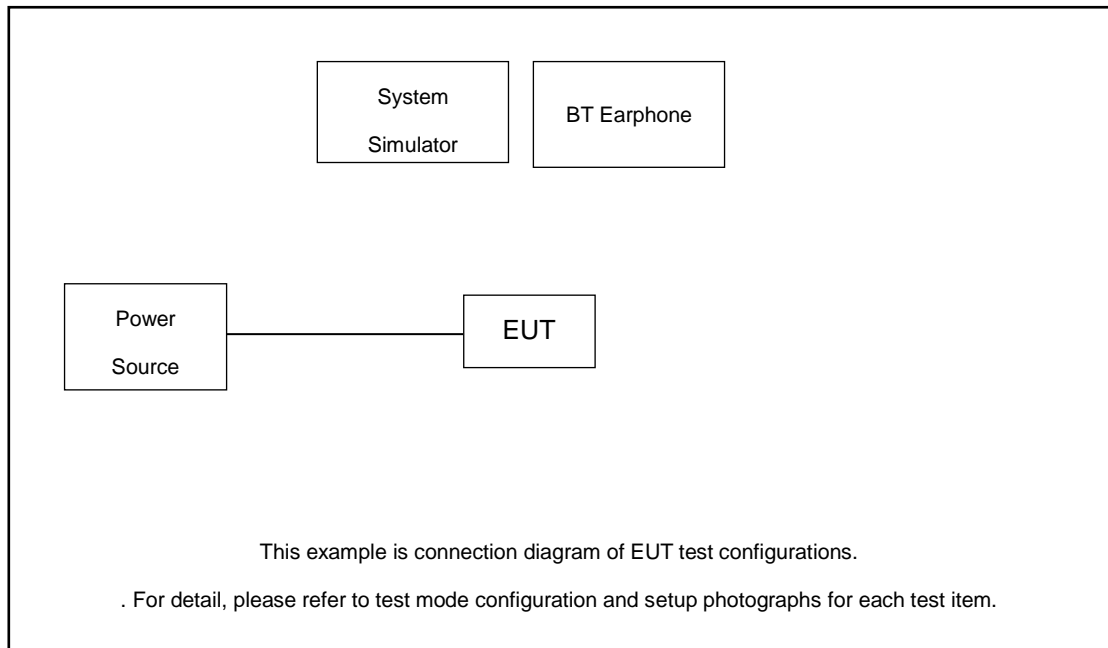 System
Simulator
BT Earphone
Power
Source
EUT
This example is connection diagram of EUT test configurations.
. For detail, please refer to test mode configuration and setup photographs for each test item.